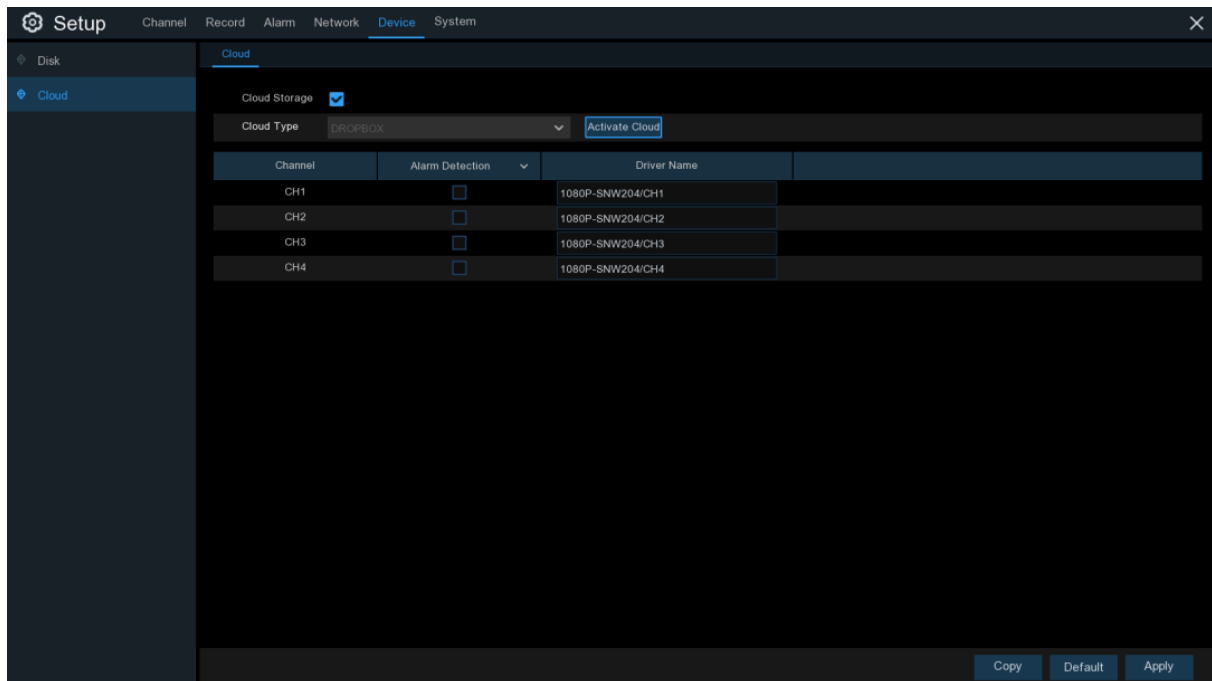 Setup Channel Record Alarm Network Device System
Disk
Cloud
Cloud
Cloud Storage
Cloud Type DROPBOX Activate Cloud
Channel Alarm Detection Driver Name
CH1 1080P-SNW204/CH1
CH2 1080P-SNW204/CH2
CH3 1080P-SNW204/CH3
CH4 1080P-SNW204/CH4
Copy Default Apply